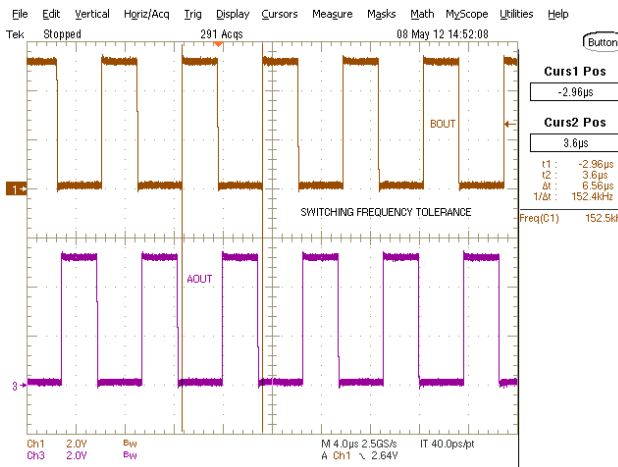 File Edit Vertical Horiz/Acq Trig Display Cursors Measure Masks Math MyScope Utilities Help
Tek Stopped 291 Acqs 08 May 12 14:52:08
Button
Curs1 Pos
-2.96µs
Curs2 Pos
3.6µs
t1 : -2.96µs
t2 : 3.6µs
Δt : 6.56µs
1/Δt : 152.4kHz
Freq(C1) 152.5k
BOUT
1
SWITCHING FREQUENCY TOLERANCE
AOUT
3
Ch1 2.0V Bw M 4.0µs 2.5GS/s IT 40.0ps/pt
Ch3 2.0V Bw A Ch1 \ 2.64V